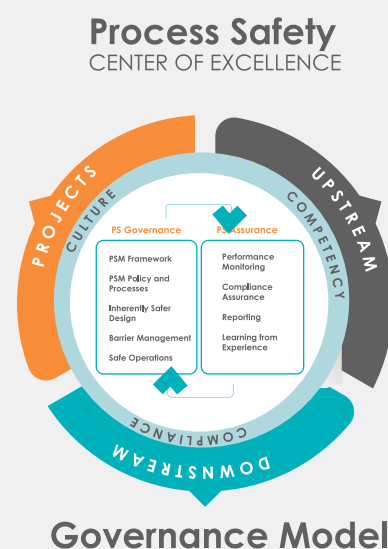 Process Safety
CENTER OF EXCELLENCE
PROJECTS
UPSTREAM
CULTURE
COMPETENCY
PS Governance
PS Assurance
PSM Framework
PSM Policy and
Processes
Inherently Safer
Design
Barrier Management
Safe Operations
Performance
Monitoring
Compliance
Assurance
Reporting
Learning from
Experience
COMPLIANCE
DOWNSTREAM
Governance Model